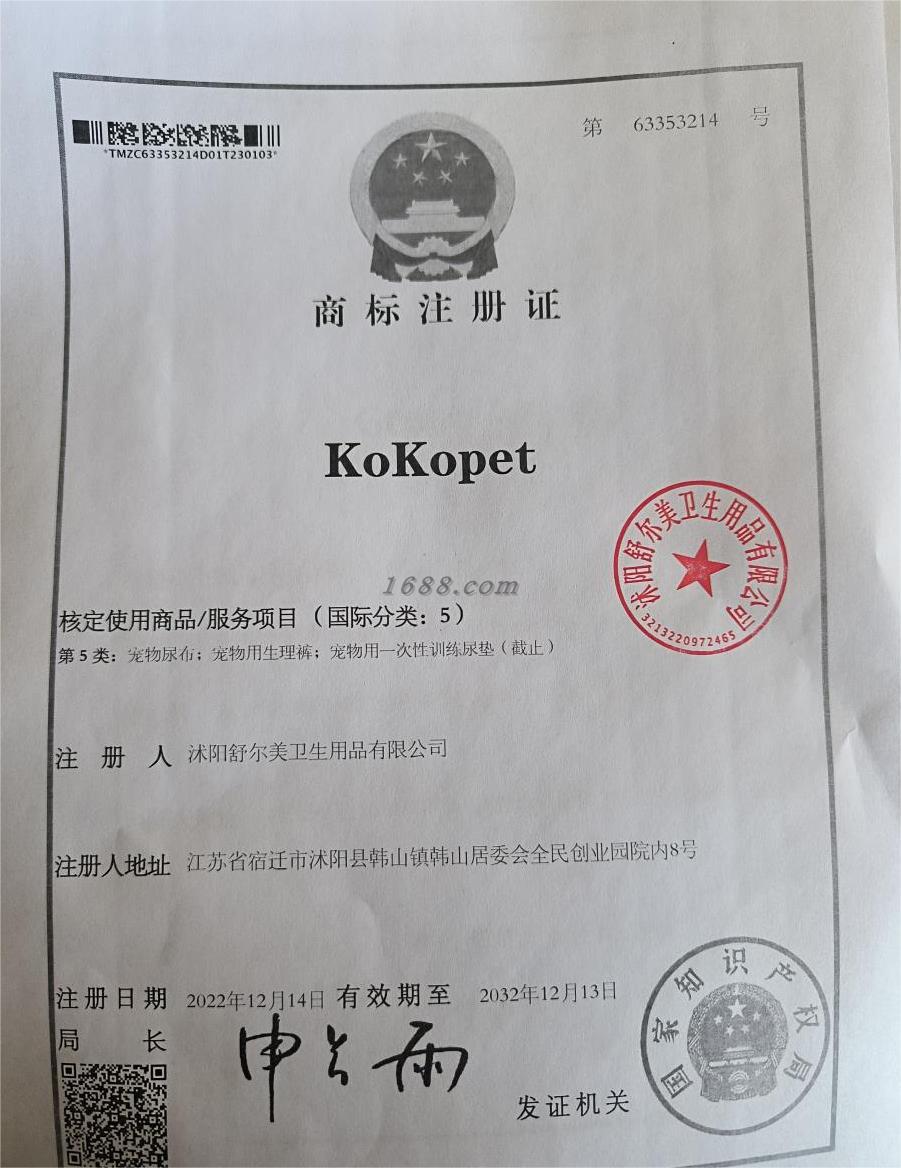 第 63353214 号
*TMZC63353214D01T230103*
商标注册证
KoKopet
1688.com
沭阳舒尔美卫生用品有限公司
3213220972465
核定使用商品/服务项目（国际分类：5）
第5类：宠物尿布；宠物用生理裤；宠物用一次性训练尿垫（截止）
注册人 沭阳舒尔美卫生用品有限公司
注册人地址 江苏省宿迁市沭阳县韩山镇韩山居委会全民创业园院内8号
注册日期 2022年12月14日 有效期至 2032年12月13日
局长 申长雨
发证机关
国家知识产权局